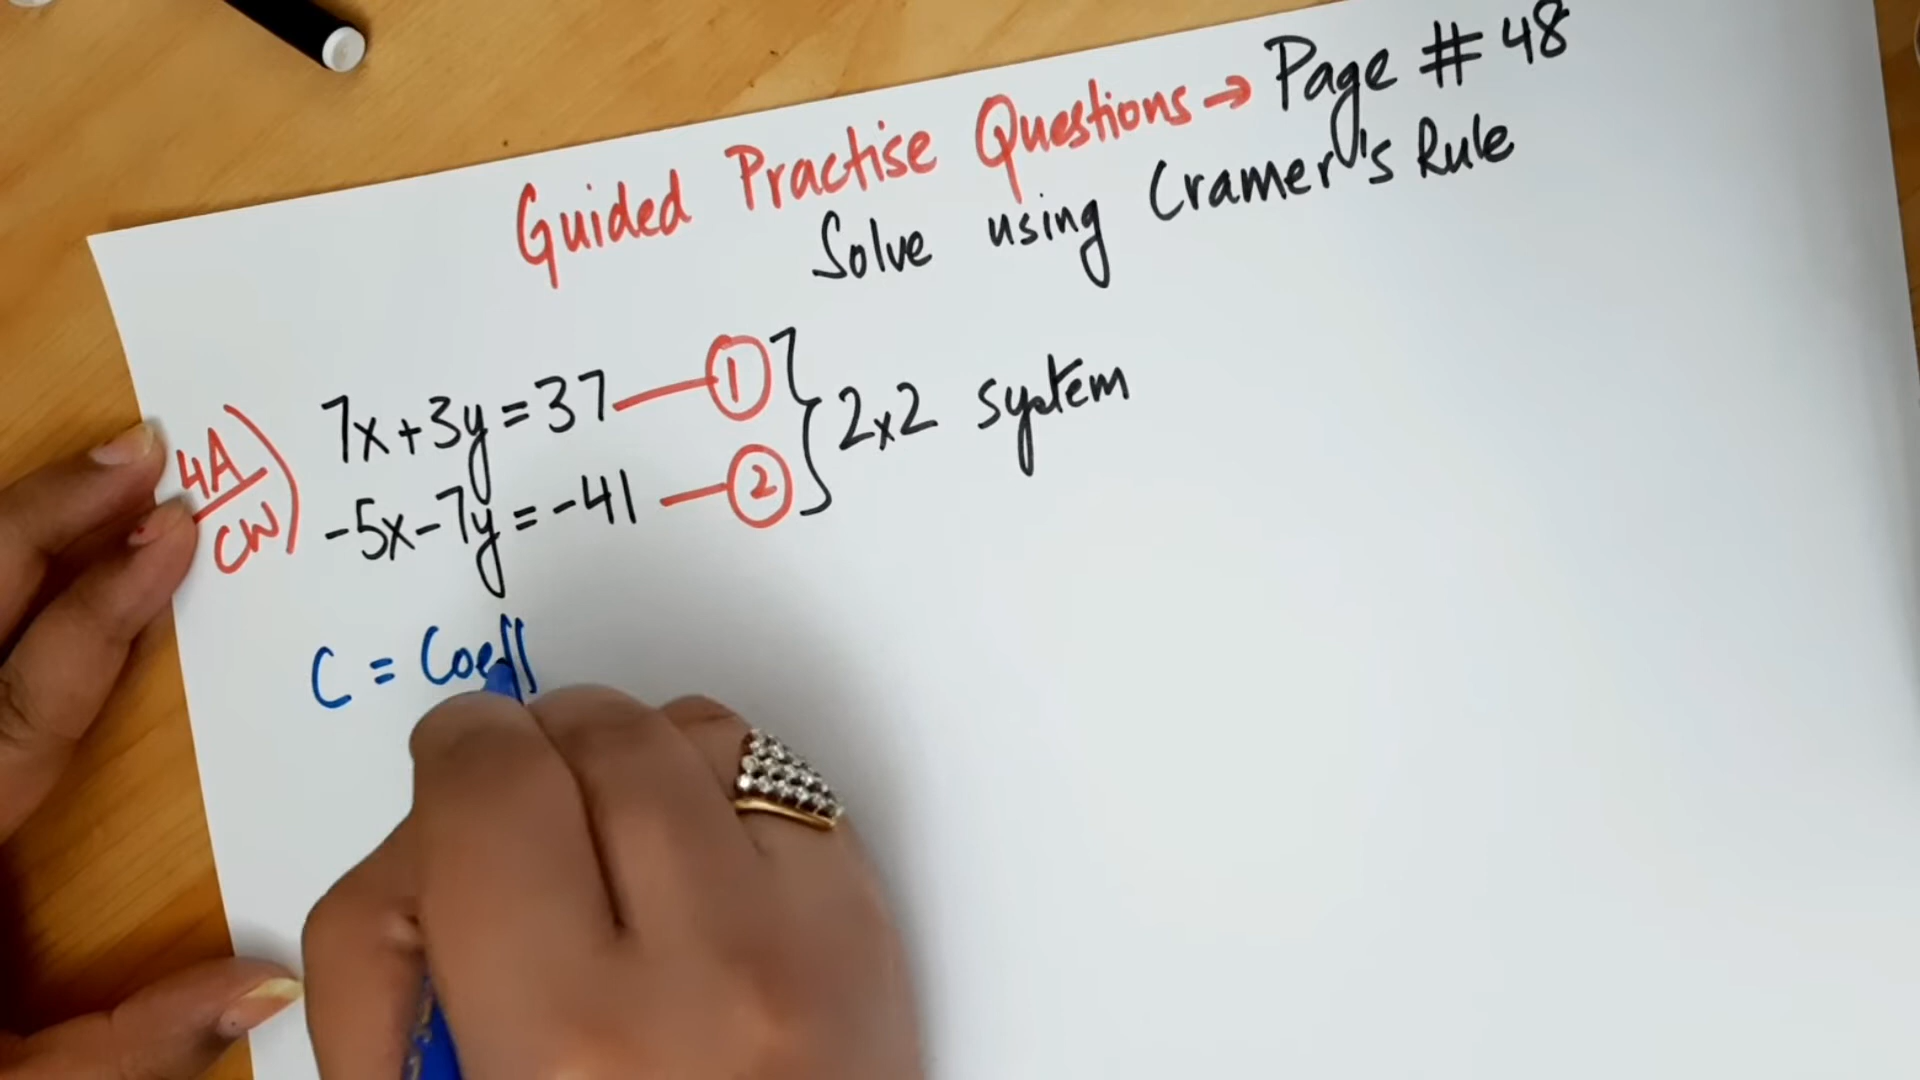 Guided Practise Questions → Page # 48
Solve using Cramer's Rule
4A
CW)
7x+3y=37 — 1
-5x-7y=-41 — 2
} 2x2 system
C = Coeff